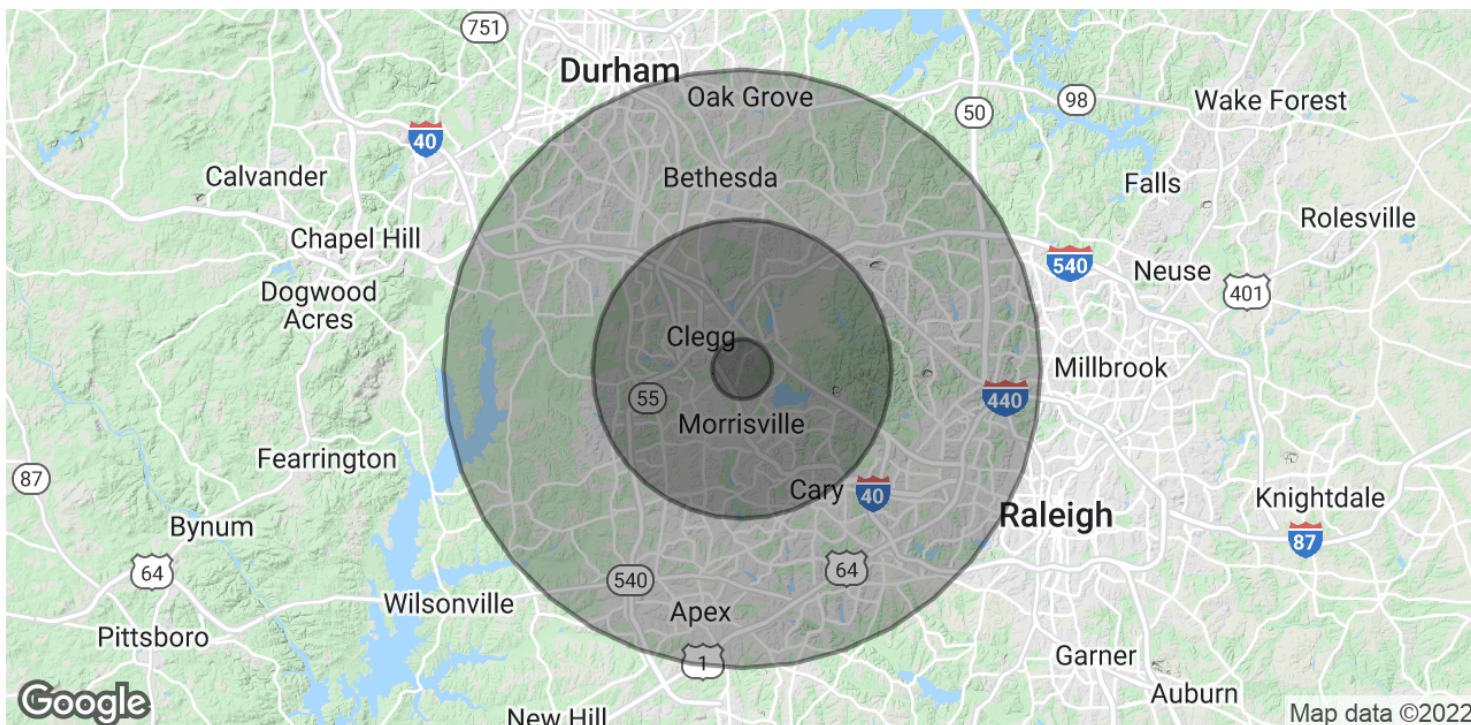 751
Durham
Oak Grove
50
98
Wake Forest
40
Calvander
Bethesda
Falls
Rolesville
Chapel Hill
540
Neuse
401
Dogwood
Acres
Clegg
Millbrook
55
440
Morrisville
Fearrington
87
Cary
40
Knightdale
Raleigh
Bynum
87
64
540
64
Wilsonville
Apex
Pittsboro
1
Garner
Auburn
Google
New Hill
Map data ©2022